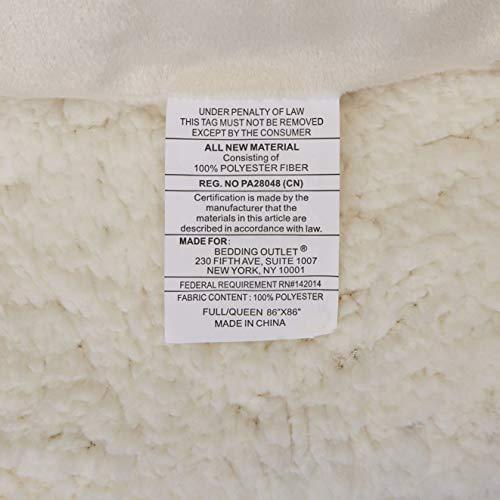 UNDER PENALTY OF LAW
THIS TAG MUST NOT BE REMOVED
EXCEPT BY THE CONSUMER
ALL NEW MATERIAL
Consisting of
100% POLYESTER FIBER
REG. NO PA28048 (CN)
Certification is made by the
manufacturer that the
materials in this article are
described in accordance with law.
MADE FOR:
BEDDING OUTLET®
230 FIFTH AVE, SUITE 1007
NEW YORK, NY 10001
FEDERAL REQUIREMENT RN#142014
FABRIC CONTENT : 100% POLYESTER
FULL/QUEEN 86"X86"
MADE IN CHINA